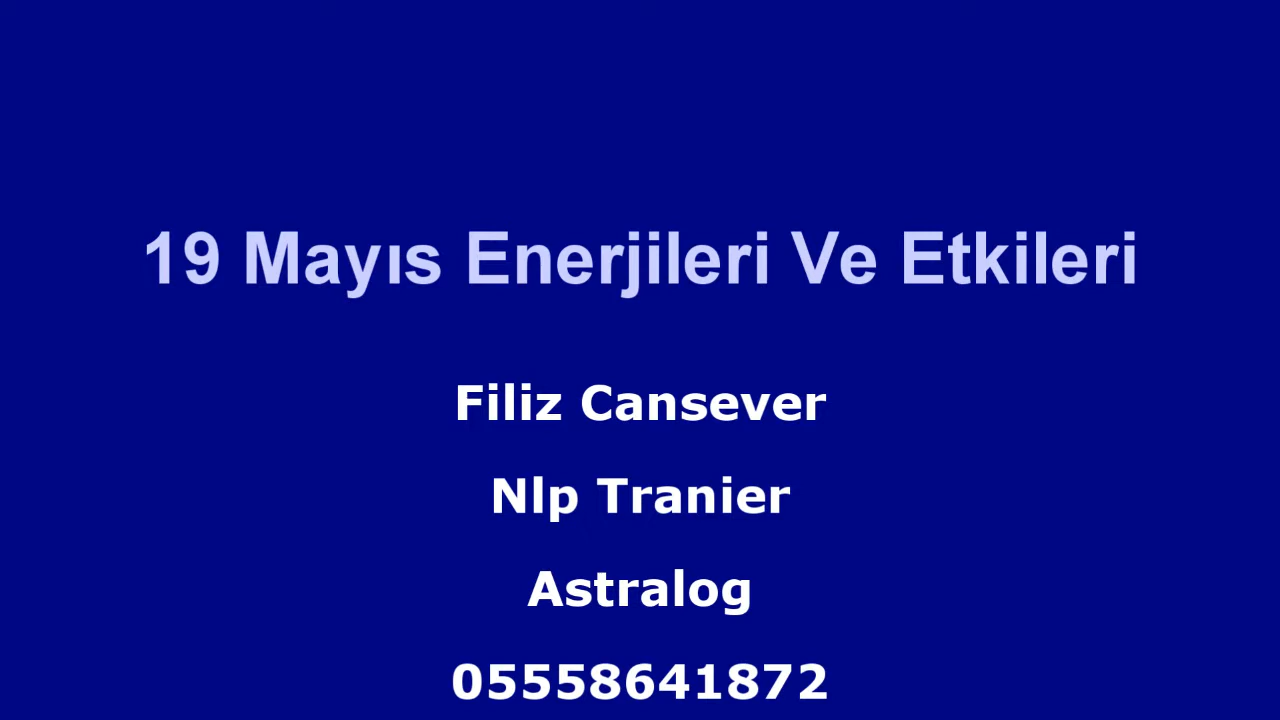 19 Mayıs Enerjileri Ve Etkileri
Filiz Cansever
Nlp Tranier
Astralog
05558641872